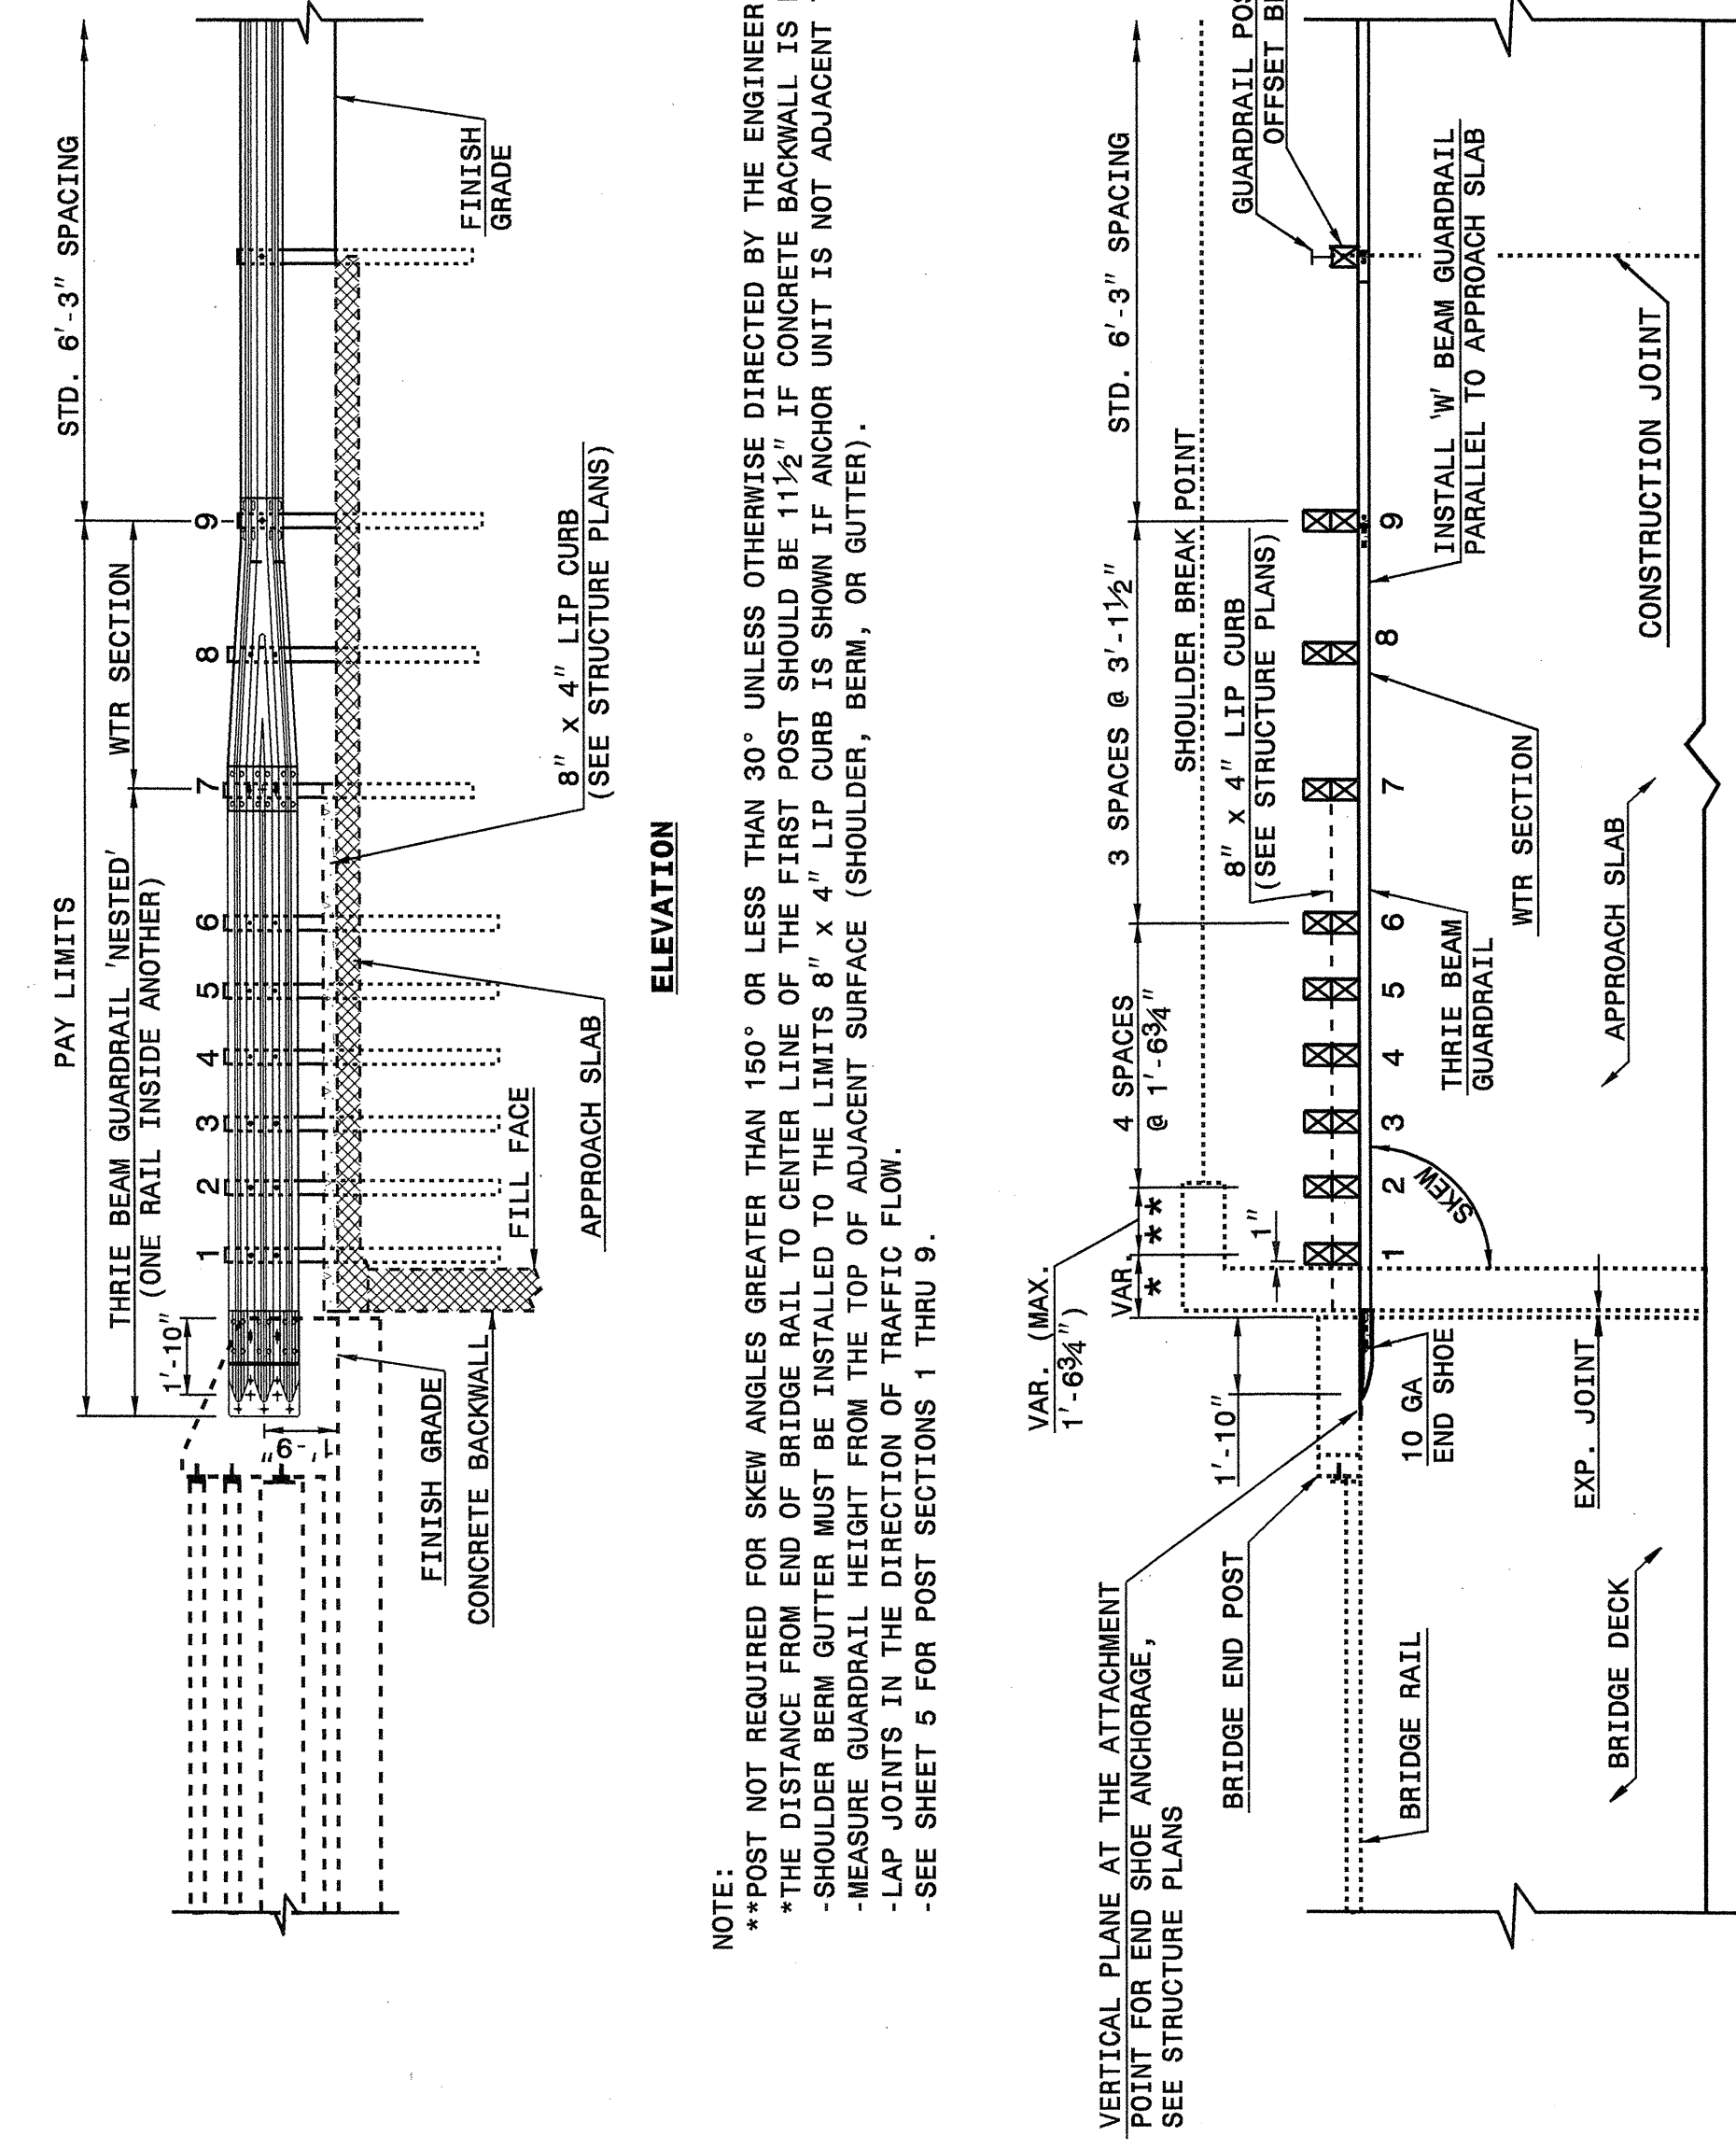 PAY LIMITS
STD. 6'-3" SPACING
THRIE BEAM GUARDRAIL 'NESTED'
(ONE RAIL INSIDE ANOTHER)
WTR SECTION
1'-10"
1 2 3 4 5 6 7 8 9
1'-9"
FINISH GRADE
CONCRETE BACKWALL
FILL FACE
APPROACH SLAB
8" x 4" LIP CURB
(SEE STRUCTURE PLANS)
FINISH
GRADE
ELEVATION
NOTE:
**POST NOT REQUIRED FOR SKEW ANGLES GREATER THAN 150° OR LESS THAN 30° UNLESS OTHERWISE DIRECTED BY THE ENGINEER
*THE DISTANCE FROM END OF BRIDGE RAIL TO CENTER LINE OF THE FIRST POST SHOULD BE 11½" IF CONCRETE BACKWALL IS
-SHOULDER BERM GUTTER MUST BE INSTALLED TO THE LIMITS 8" x 4" LIP CURB IS SHOWN IF ANCHOR UNIT IS NOT ADJACENT
-MEASURE GUARDRAIL HEIGHT FROM THE TOP OF ADJACENT SURFACE (SHOULDER, BERM, OR GUTTER).
-LAP JOINTS IN THE DIRECTION OF TRAFFIC FLOW.
-SEE SHEET 5 FOR POST SECTIONS 1 THRU 9.
VAR. (MAX.
1'-6¾")
VAR.
*
**
4 SPACES
@ 1'-6¾"
3 SPACES @ 3'-1½"
STD. 6'-3" SPACING
SHOULDER BREAK POINT
GUARDRAIL POS
OFFSET B
8" x 4" LIP CURB
(SEE STRUCTURE PLANS)
1'-10"
1"
VERTICAL PLANE AT THE ATTACHMENT
POINT FOR END SHOE ANCHORAGE,
SEE STRUCTURE PLANS
BRIDGE END POST
1 2 3 4 5 6 7 8 9
BRIDGE RAIL
10 GA
END SHOE
SKEW
THRIE BEAM
GUARDRAIL
WTR SECTION
INSTALL 'W' BEAM GUARDRAIL
PARALLEL TO APPROACH SLAB
EXP. JOINT
BRIDGE DECK
APPROACH SLAB
CONSTRUCTION JOINT